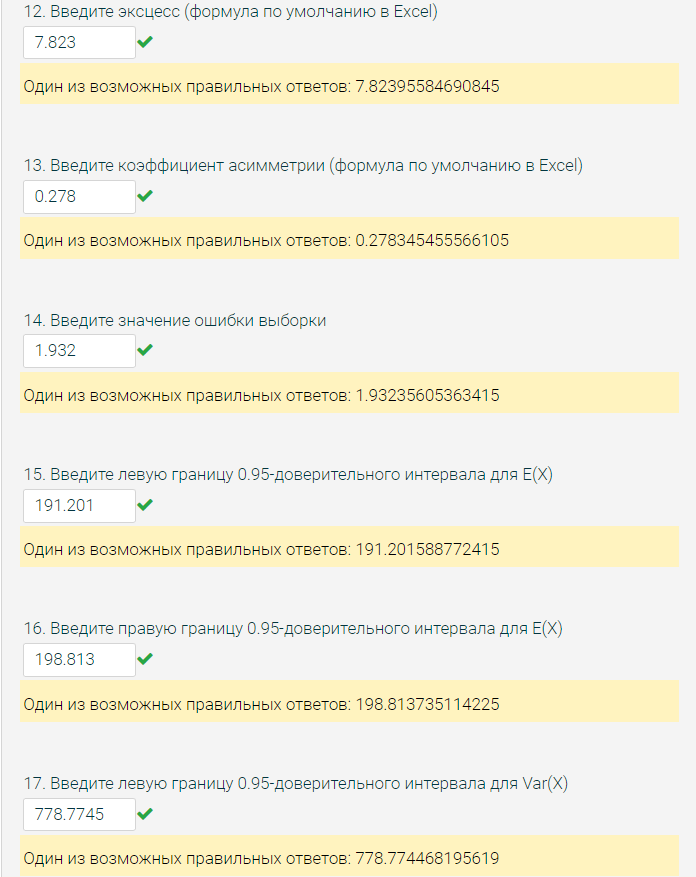 12. Введите эксцесс (формула по умолчанию в Excel)
7.823
Один из возможных правильных ответов: 7.82395584690845
13. Введите коэффициент асимметрии (формула по умолчанию в Excel)
0.278
Один из возможных правильных ответов: 0.278345455566105
14. Введите значение ошибки выборки
1.932
Один из возможных правильных ответов: 1.93235605363415
15. Введите левую границу 0.95-доверительного интервала для E(X)
191.201
Один из возможных правильных ответов: 191.201588772415
16. Введите правую границу 0.95-доверительного интервала для E(X)
198.813
Один из возможных правильных ответов: 198.813735114225
17. Введите левую границу 0.95-доверительного интервала для Var(X)
778.7745
Один из возможных правильных ответов: 778.774468195619